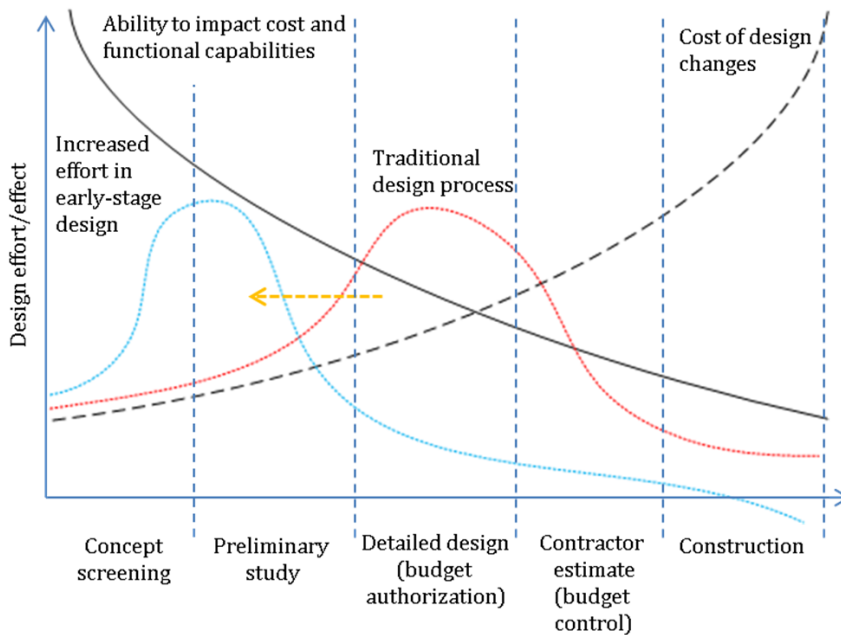 Ability to impact cost and
functional capabilities
Cost of design
changes
Increased
effort in
early-stage
design
Traditional
design process
Design effort/effect
Concept
screening
Preliminary
study
Detailed design
(budget
authorization)
Contractor
estimate
(budget
control)
Construction